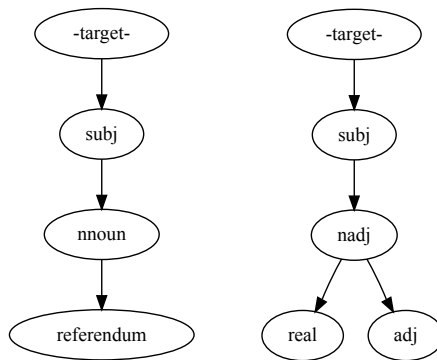 -target- -target-
subj subj
nnoun nadj
referendum real adj